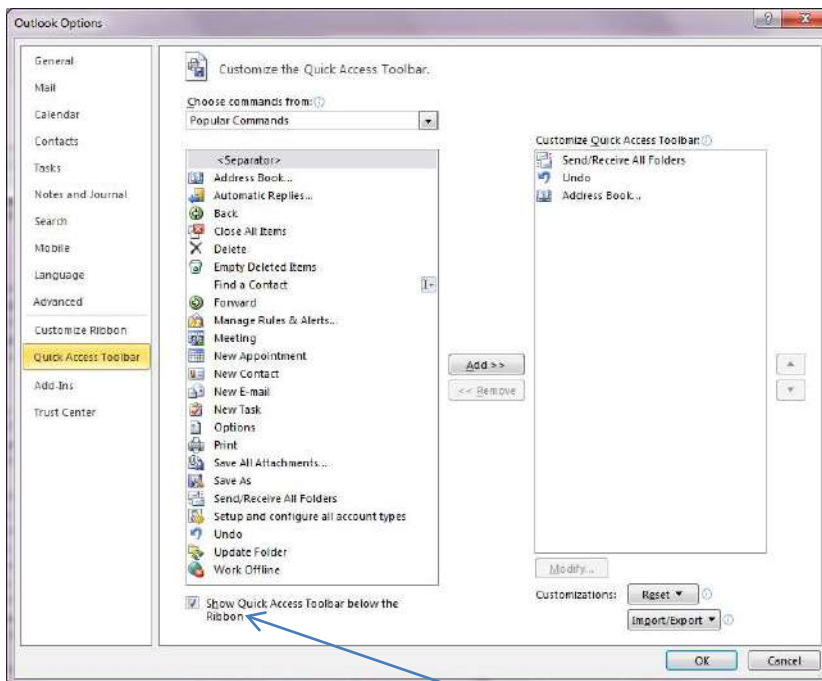 Outlook Options
General
Mail
Calendar
Contacts
Tasks
Notes and Journal
Search
Mobile
Language
Advanced
Customize Ribbon
Quick Access Toolbar
Add-Ins
Trust Center
Customize the Quick Access Toolbar.
Choose commands from:
Popular Commands
<Separator>
Address Book...
Automatic Replies...
Back
Close All Items
Delete
Empty Deleted Items
Find a Contact
Forward
Manage Rules & Alerts...
Meeting
New Appointment
New Contact
New E-mail
New Task
Options
Print
Save All Attachments...
Save As
Send/Receive All Folders
Setup and configure all account types
Undo
Update Folder
Work Offline
Show Quick Access Toolbar below the
Ribbon
Add >>
<< Remove
Customize Quick Access Toolbar:
Send/Receive All Folders
Undo
Address Book...
Modify...
Customizations:
Reset
Import/Export
OK
Cancel